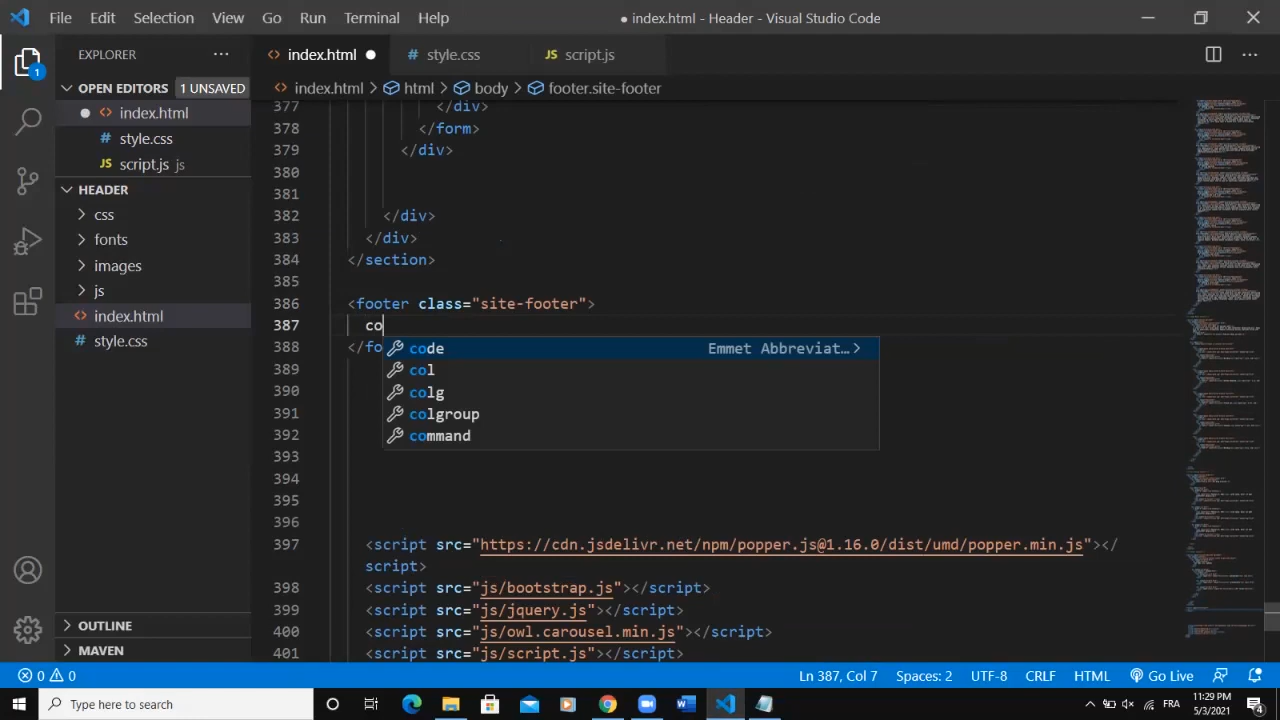 File Edit Selection View Go Run Terminal Help
● index.html - Header - Visual Studio Code
EXPLORER
OPEN EDITORS 1 UNSAVED
index.html
style.css
script.js js
HEADER
css
fonts
images
js
index.html
style.css
OUTLINE
MAVEN
1
index.html style.css JS script.js
index.html > html > body > footer.site-footer
377 </div>
378 </form>
379 </div>
380
381
382 </div>
383 </div>
384 </section>
385
386 <footer class="site-footer">
387 co
388 </fo
code Emmet Abbreviat…
col
colg
colgroup
command
389
390
391
392
393
394
395
396
397 <script src="https://cdn.jsdelivr.net/npm/popper.js@1.16.0/dist/umd/popper.min.js"></
script>
398 <script src="js/bootstrap.js"></script>
399 <script src="js/jquery.js"></script>
400 <script src="js/owl.carousel.min.js"></script>
401 <script src="js/script.js"></script>
0 0 Ln 387, Col 7 Spaces: 2 UTF-8 CRLF HTML Go Live
Type here to search
FRA
11:29 PM
5/3/2021
4